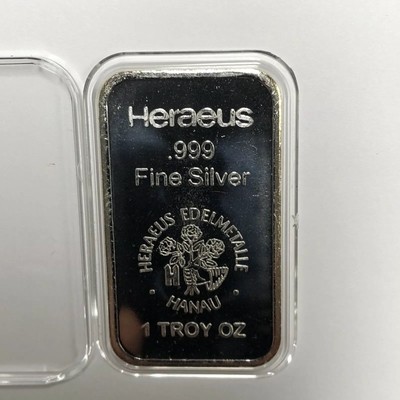 Heraeus
.999
Fine Silver
HERAEUS EDELMETALLE
H
· HANAU ·
1 TROY OZ